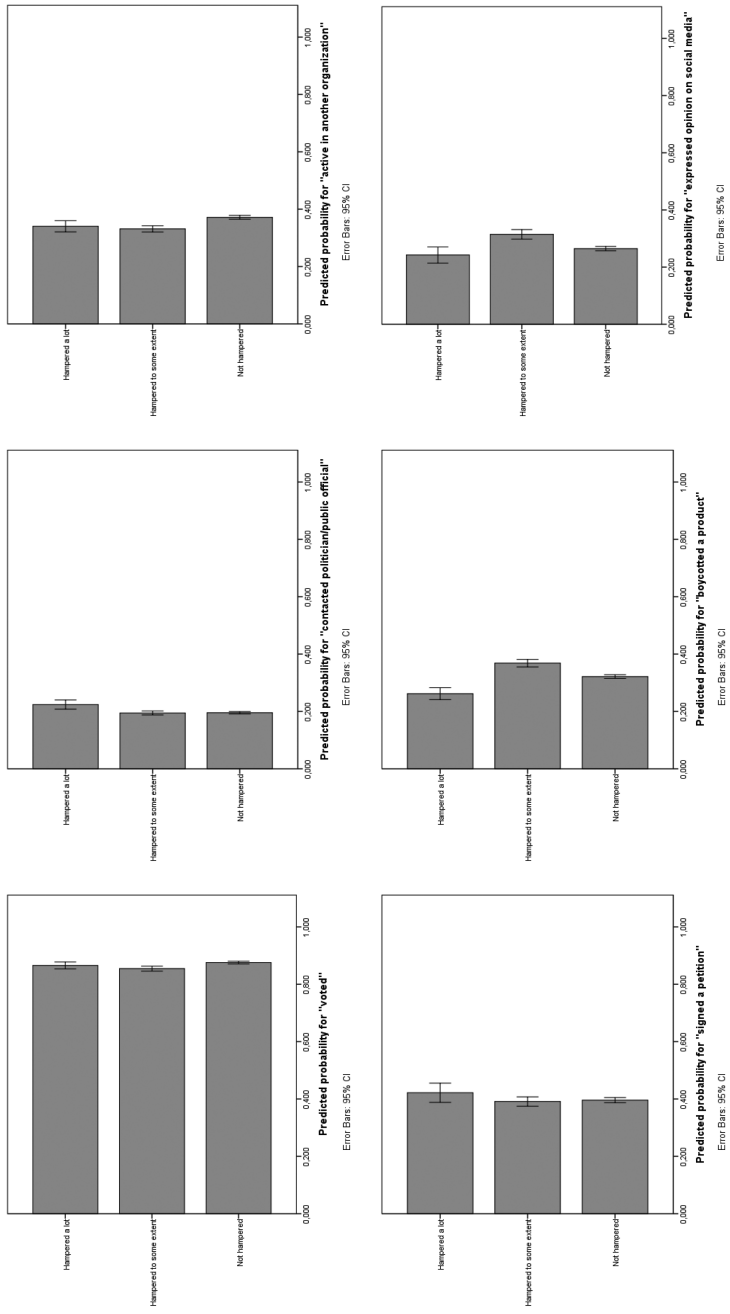 Hampered a lot
Hampered to some extent
Not hampered
1,000
0,800
0,600
0,400
0,200
0,000
Predicted probability for "active in another organization"
Error Bars: 95% CI
Hampered a lot
Hampered to some extent
Not hampered
1,000
0,800
0,600
0,400
0,200
0,000
Predicted probability for "expressed opinion on social media"
Error Bars: 95% CI
Hampered a lot
Hampered to some extent
Not hampered
1,000
0,800
0,600
0,400
0,200
0,000
Predicted probability for "contacted politician/public official"
Error Bars: 95% CI
Hampered a lot
Hampered to some extent
Not hampered
1,000
0,800
0,600
0,400
0,200
0,000
Predicted probability for "boycotted a product"
Error Bars: 95% CI
Hampered a lot
Hampered to some extent
Not hampered
1,000
0,800
0,600
0,400
0,200
0,000
Predicted probability for "voted"
Error Bars: 95% CI
Hampered a lot
Hampered to some extent
Not hampered
1,000
0,800
0,600
0,400
0,200
0,000
Predicted probability for "signed a petition"
Error Bars: 95% CI